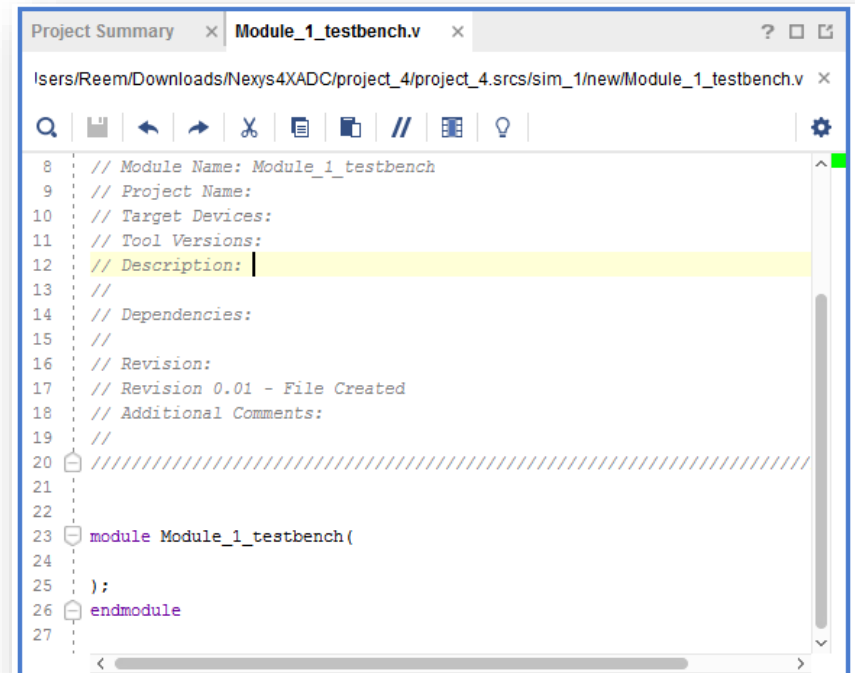 Project Summary × Module_1_testbench.v × ?
Isers/Reem/Downloads/Nexys4XADC/project_4/project_4.srcs/sim_1/new/Module_1_testbench.v ×
//
8 // Module Name: Module_1_testbench
9 // Project Name:
10 // Target Devices:
11 // Tool Versions:
12 // Description:
13 //
14 // Dependencies:
15 //
16 // Revision:
17 // Revision 0.01 - File Created
18 // Additional Comments:
19 //
20 ////////////////////////////////////////////////////////////////////////
21
22
23 module Module_1_testbench(
24
25 );
26 endmodule
27